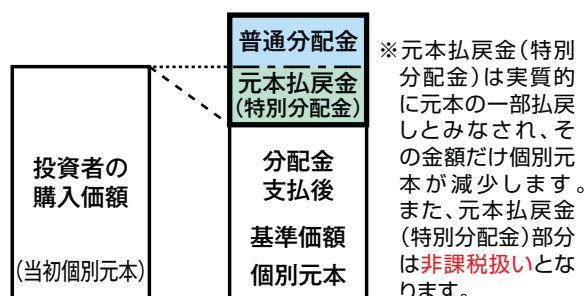 普通分配金
元本払戻金
(特別分配金)
投資者の
購入価額
(当初個別元本)
分配金
支払後
基準価額
個別元本
※元本払戻金(特別
分配金)は実質的
に元本の一部払戻
しとみなされ、そ
の金額だけ個別元
本が減少します。
また、元本払戻金
(特別分配金)部分
は非課税扱いとな
ります。